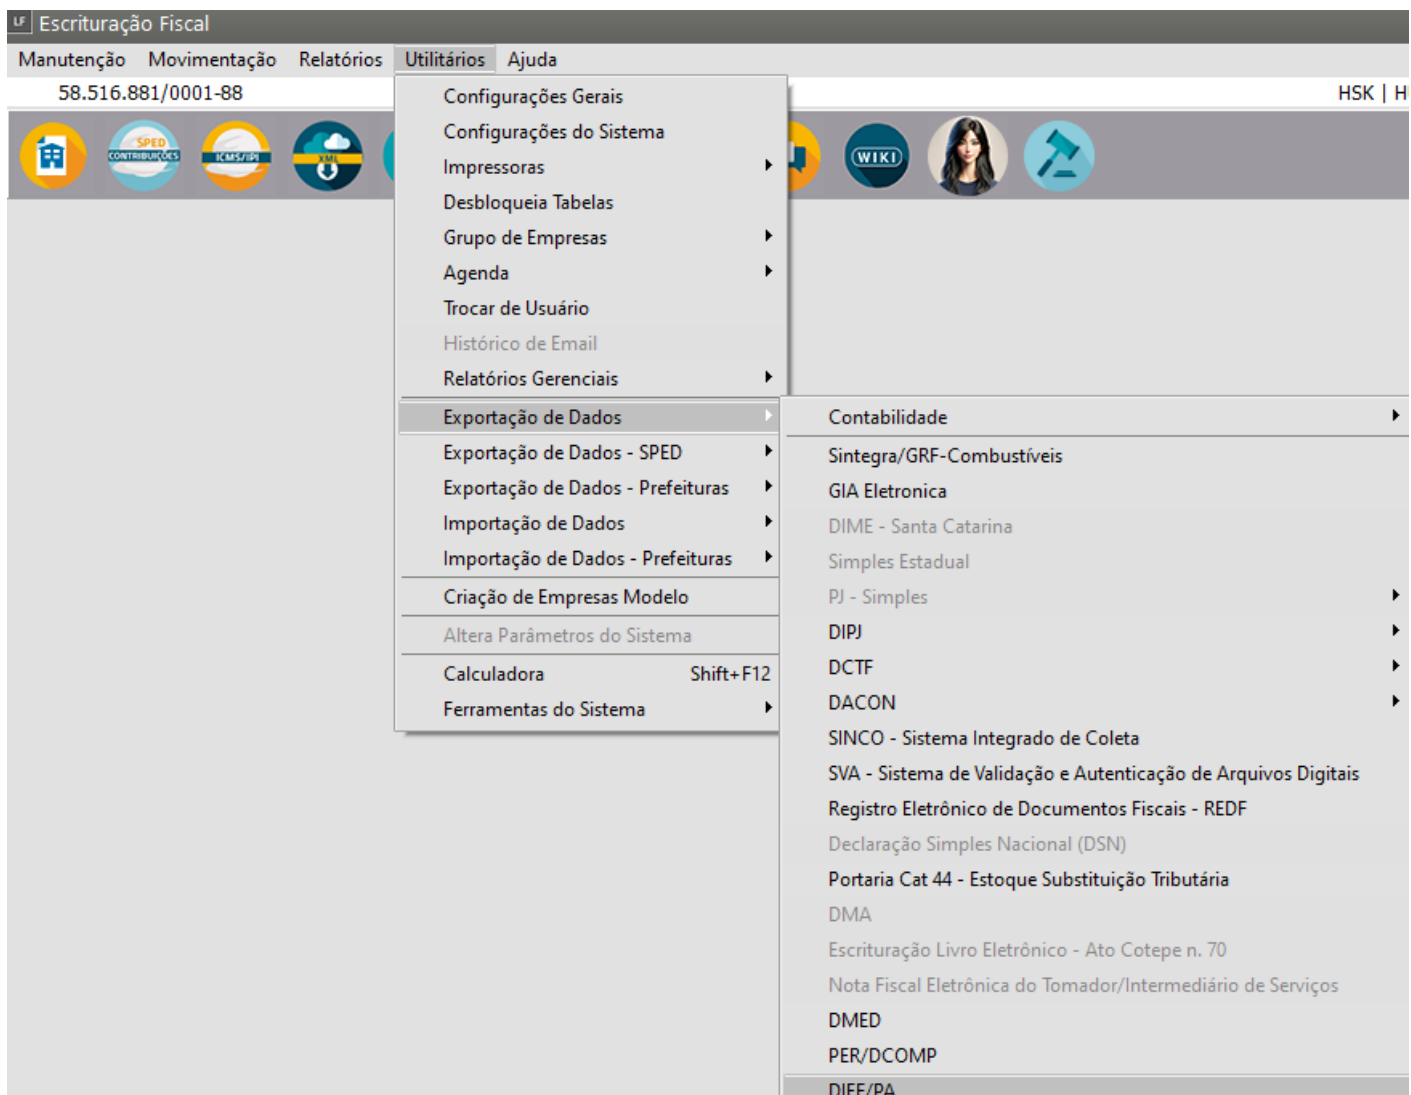 LF Escrituração Fiscal
Manutenção Movimentação Relatórios Utilitários Ajuda
58.516.881/0001-88 HSK | H
SPED CONTRIBUIÇÕES ICMS/IPI XML WIKI
Configurações Gerais
Configurações do Sistema
Impressoras
Desbloqueia Tabelas
Grupo de Empresas
Agenda
Trocar de Usuário
Histórico de Email
Relatórios Gerenciais
Exportação de Dados
Exportação de Dados - SPED
Exportação de Dados - Prefeituras
Importação de Dados
Importação de Dados - Prefeituras
Criação de Empresas Modelo
Altera Parâmetros do Sistema
Calculadora Shift+F12
Ferramentas do Sistema
Contabilidade
Sintegra/GRF-Combustíveis
GIA Eletronica
DIME - Santa Catarina
Simples Estadual
PJ - Simples
DIPJ
DCTF
DACON
SINCO - Sistema Integrado de Coleta
SVA - Sistema de Validação e Autenticação de Arquivos Digitais
Registro Eletrônico de Documentos Fiscais - REDF
Declaração Simples Nacional (DSN)
Portaria Cat 44 - Estoque Substituição Tributária
DMA
Escrituração Livro Eletrônico - Ato Cotepe n. 70
Nota Fiscal Eletrônica do Tomador/Intermediário de Serviços
DMED
PER/DCOMP
DIEF/PA